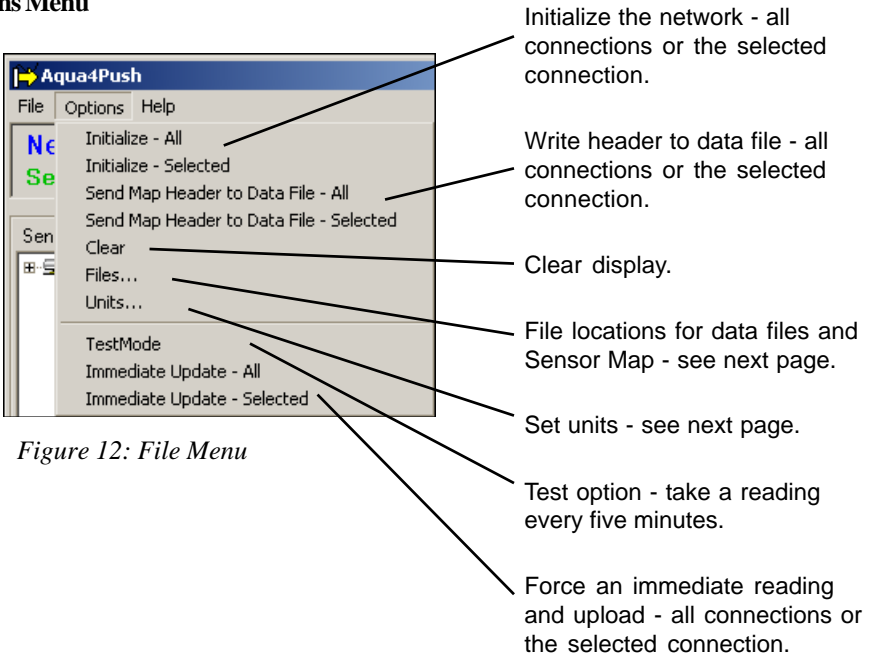 ns Menu
Aqua4Push
File Options Help
Ne
Se
Sen
Initialize - All
Initialize - Selected
Send Map Header to Data File - All
Send Map Header to Data File - Selected
Clear
Files...
Units...
TestMode
Immediate Update - All
Immediate Update - Selected
Figure 12: File Menu
Initialize the network - all
connections or the selected
connection.
Write header to data file - all
connections or the selected
connection.
Clear display.
File locations for data files and
Sensor Map - see next page.
Set units - see next page.
Test option - take a reading
every five minutes.
Force an immediate reading
and upload - all connections or
the selected connection.